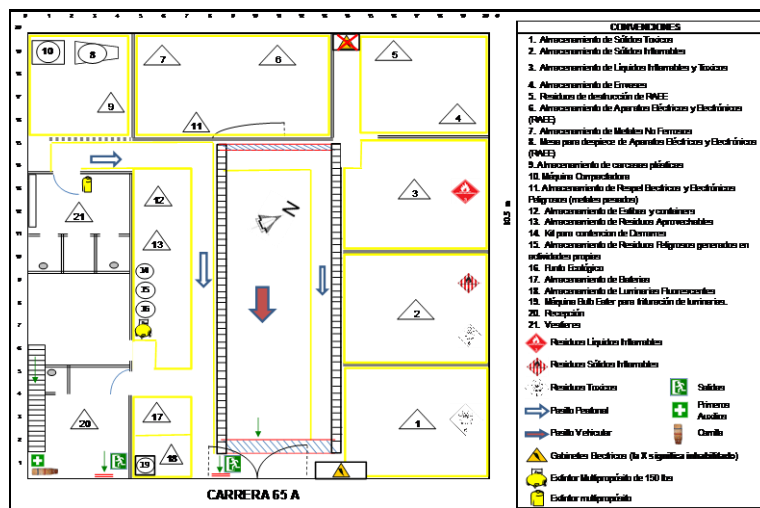 CONVENCIONES
1. Almacenamiento de Sólidos Toxicos
2. Almacenamiento de Sólidos Inflamables
3. Almacenamiento de Líquidos Inflamables y Toxicos
4. Almacenamiento de Envases
5. Residuos de destrucción de RAEE
6. Almacenamiento de Aparatos Eléctricos y Electrónicos
(RAEE)
7. Almacenamiento de Metales No Ferrosos
8. Mesa para despiece de Aparatos Eléctricos y Electrónicos
(RAEE)
9. Almacenamiento de carcasas plásticas
10. Máquina Compactadora
11. Almacenamiento de Respel Electricos y Electrónicos
Peligrosos (metales pesados)
12. Almacenamiento de Estibas y containers
13. Almacenamiento de Residuos Aprovechables
14. Kit para contencion de Derrames
15. Almacenamiento de Residuos Peligrosos generados en
actividades propias
16. Punto Ecológico
17. Almacenamiento de Baterias
18. Almacenamiento de Luminarias Fluorescentes
19. Máquina Bulb Eater para trituración de luminarias.
20. Recepción
21. Vestieres
Residuos Líquidos Inflamables
Residuos Sólidos Inflamables
Residuos Toxicos
Salidas
Pasillo Peatonal
Primeros
Auxilios
Pasillo Vehicular
Camilla
Gabinetes Electricos (la X significa inhabilitado)
Extintor Multipropósito de 150 lbs
Extintor multipropósito
10
8
7
6
5
9
11
4
12
3
21
13
N
2
17
20
1
19
18
10.5 m
CARRERA 65 A